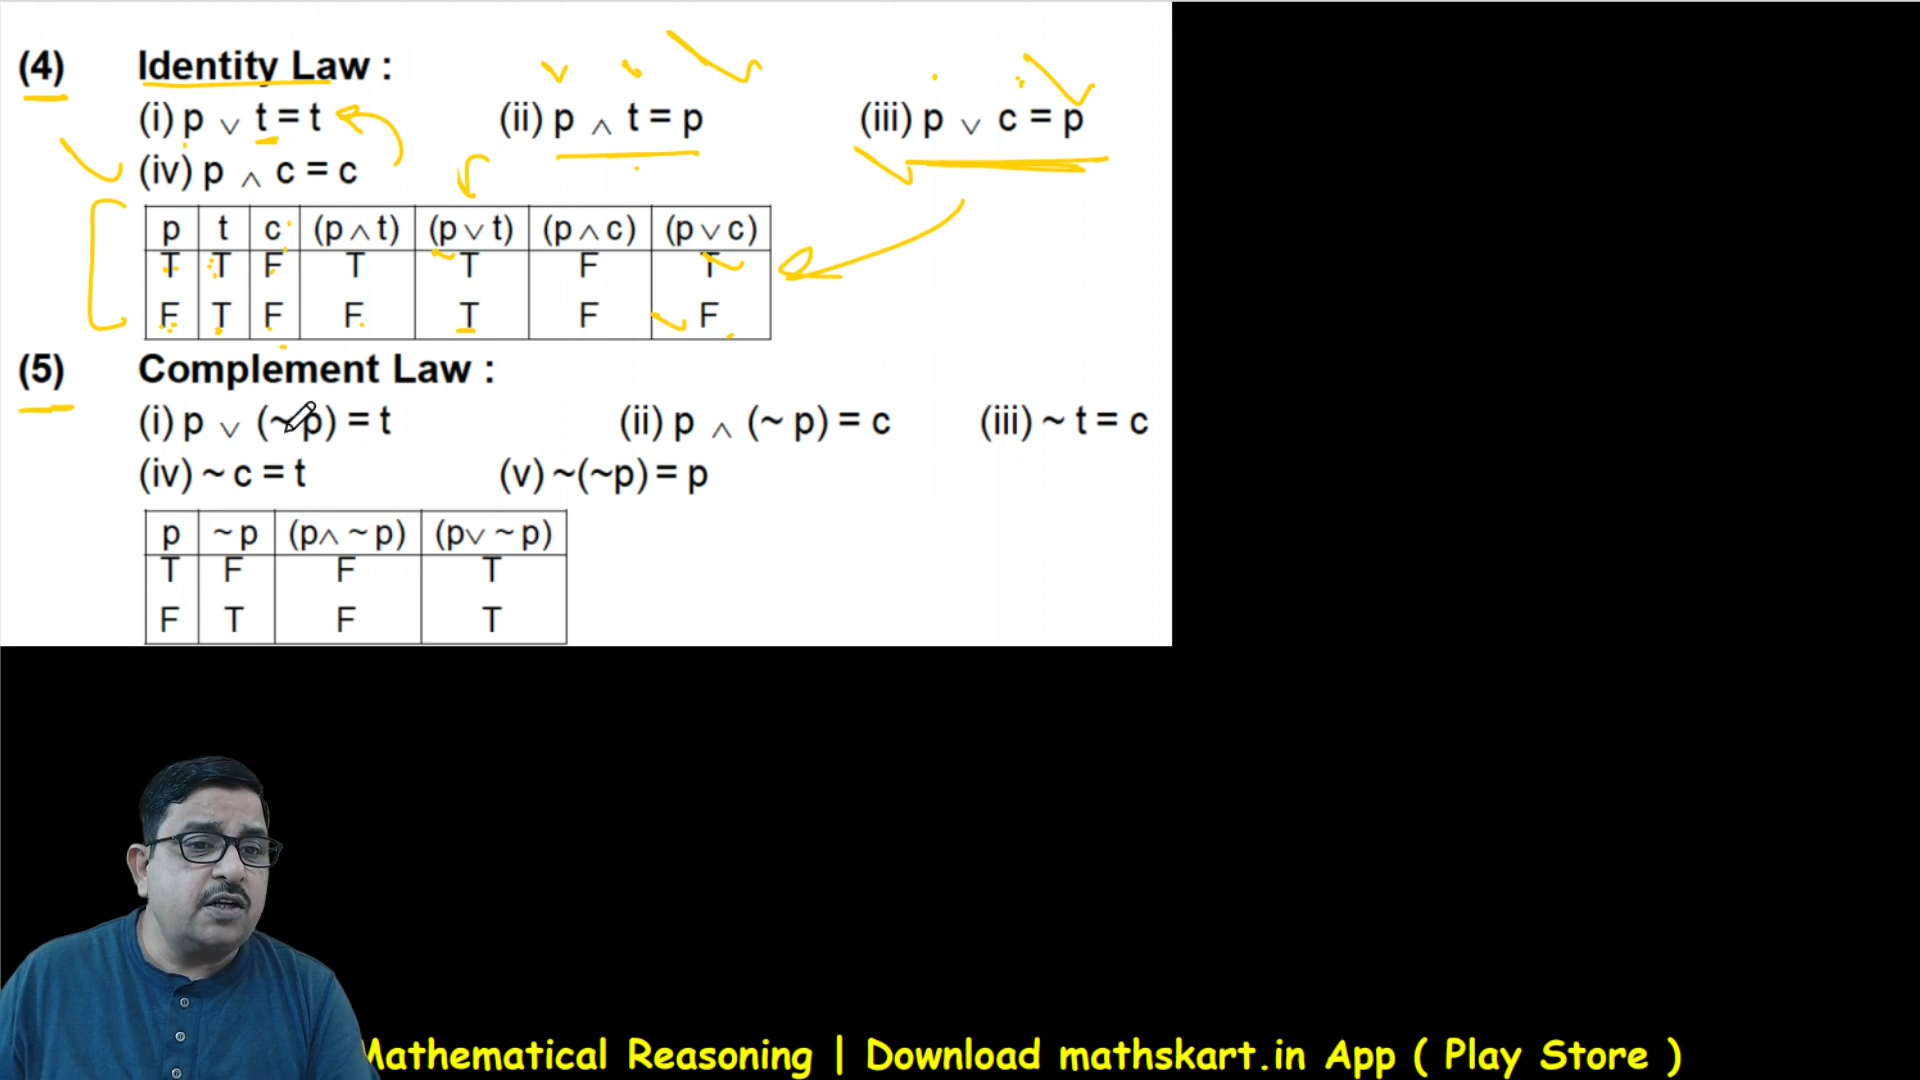 (4) Identity Law :
(i) p ∨ t = t (ii) p ∧ t = p (iii) p ∨ c = p
(iv) p ∧ c = c
p t c (p ∧ t) (p ∨ t) (p ∧ c) (p ∨ c)
T T F T T F T
F T F F T F F
(5) Complement Law :
(i) p ∨ (~ p) = t (ii) p ∧ (~ p) = c (iii) ~ t = c
(iv) ~ c = t (v) ~(~p) = p
p ~ p (p∧ ~ p) (p∨ ~ p)
T F F T
F T F T
Mathematical Reasoning | Download mathskart.in App ( Play Store )